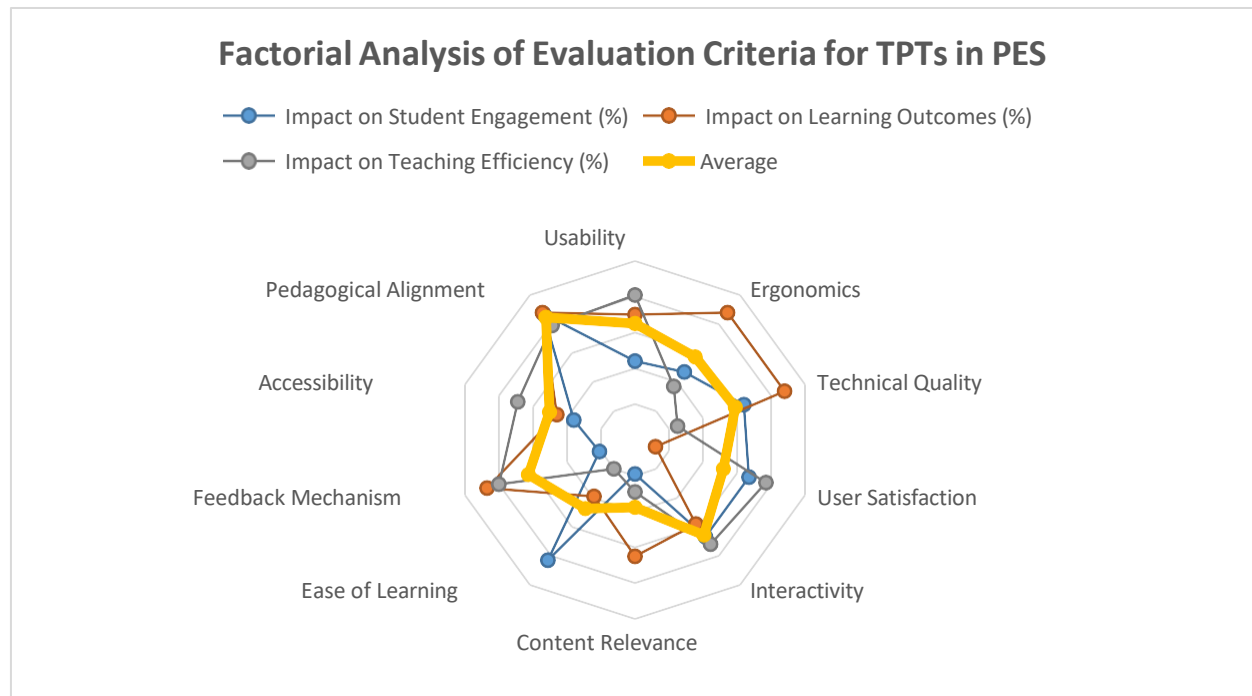 Factorial Analysis of Evaluation Criteria for TPTs in PES
Impact on Student Engagement (%) Impact on Learning Outcomes (%)
Impact on Teaching Efficiency (%) Average
Usability
Pedagogical Alignment Ergonomics
Accessibility Technical Quality
Feedback Mechanism User Satisfaction
Ease of Learning Interactivity
Content Relevance